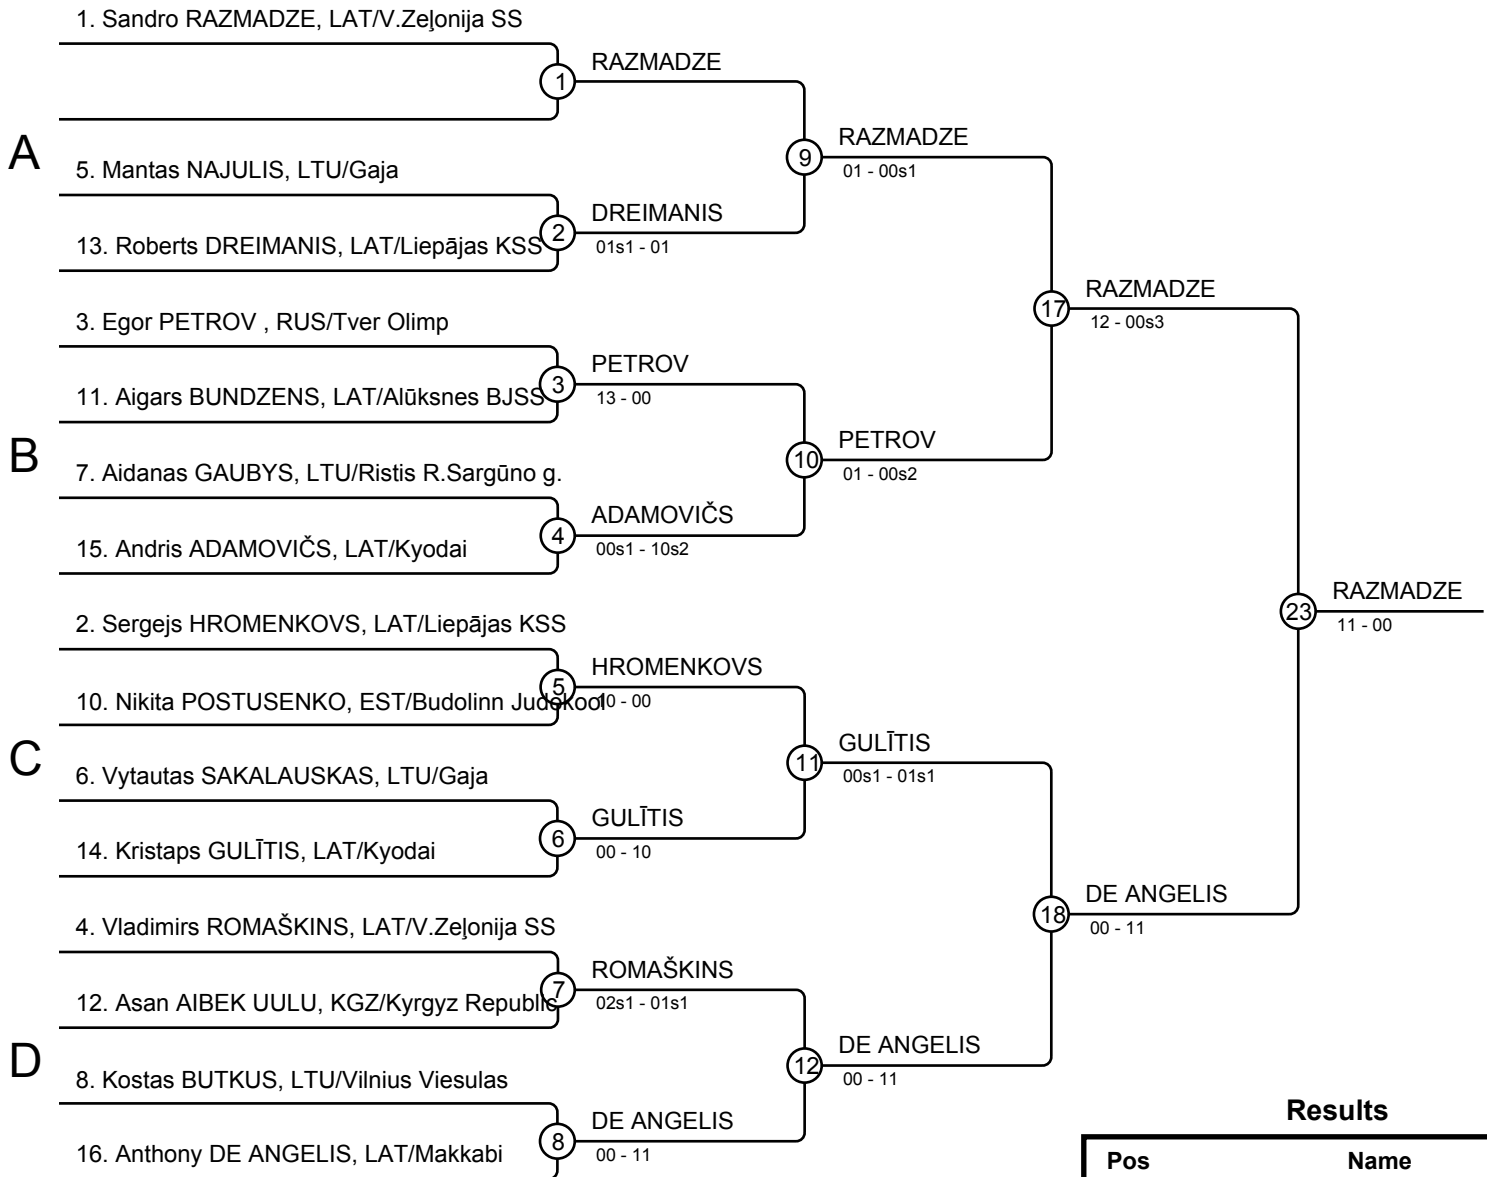 1. Sandro RAZMADZE, LAT/V.Zeļonija SS
1
RAZMADZE
A
9
RAZMADZE
01 - 00s1
5. Mantas NAJULIS, LTU/Gaja
2
DREIMANIS
01s1 - 01
13. Roberts DREIMANIS, LAT/Liepājas KSS
17
RAZMADZE
12 - 00s3
3. Egor PETROV , RUS/Tver Olimp
3
PETROV
13 - 00
11. Aigars BUNDZENS, LAT/Alūksnes BJSS
B
10
PETROV
01 - 00s2
7. Aidanas GAUBYS, LTU/Ristis R.Sargūno g.
4
ADAMOVIČS
00s1 - 10s2
15. Andris ADAMOVIČS, LAT/Kyodai
23
RAZMADZE
11 - 00
2. Sergejs HROMENKOVS, LAT/Liepājas KSS
5
HROMENKOVS
10 - 00
10. Nikita POSTUSENKO, EST/Budolinn Judokool
C
11
GULĪTIS
00s1 - 01s1
6. Vytautas SAKALAUSKAS, LTU/Gaja
6
GULĪTIS
00 - 10
14. Kristaps GULĪTIS, LAT/Kyodai
18
DE ANGELIS
00 - 11
4. Vladimirs ROMAŠKINS, LAT/V.Zeļonija SS
7
ROMAŠKINS
02s1 - 01s1
12. Asan AIBEK UULU, KGZ/Kyrgyz Republic
D
12
DE ANGELIS
00 - 11
8. Kostas BUTKUS, LTU/Vilnius Viesulas
8
DE ANGELIS
00 - 11
16. Anthony DE ANGELIS, LAT/Makkabi
Results
Pos Name